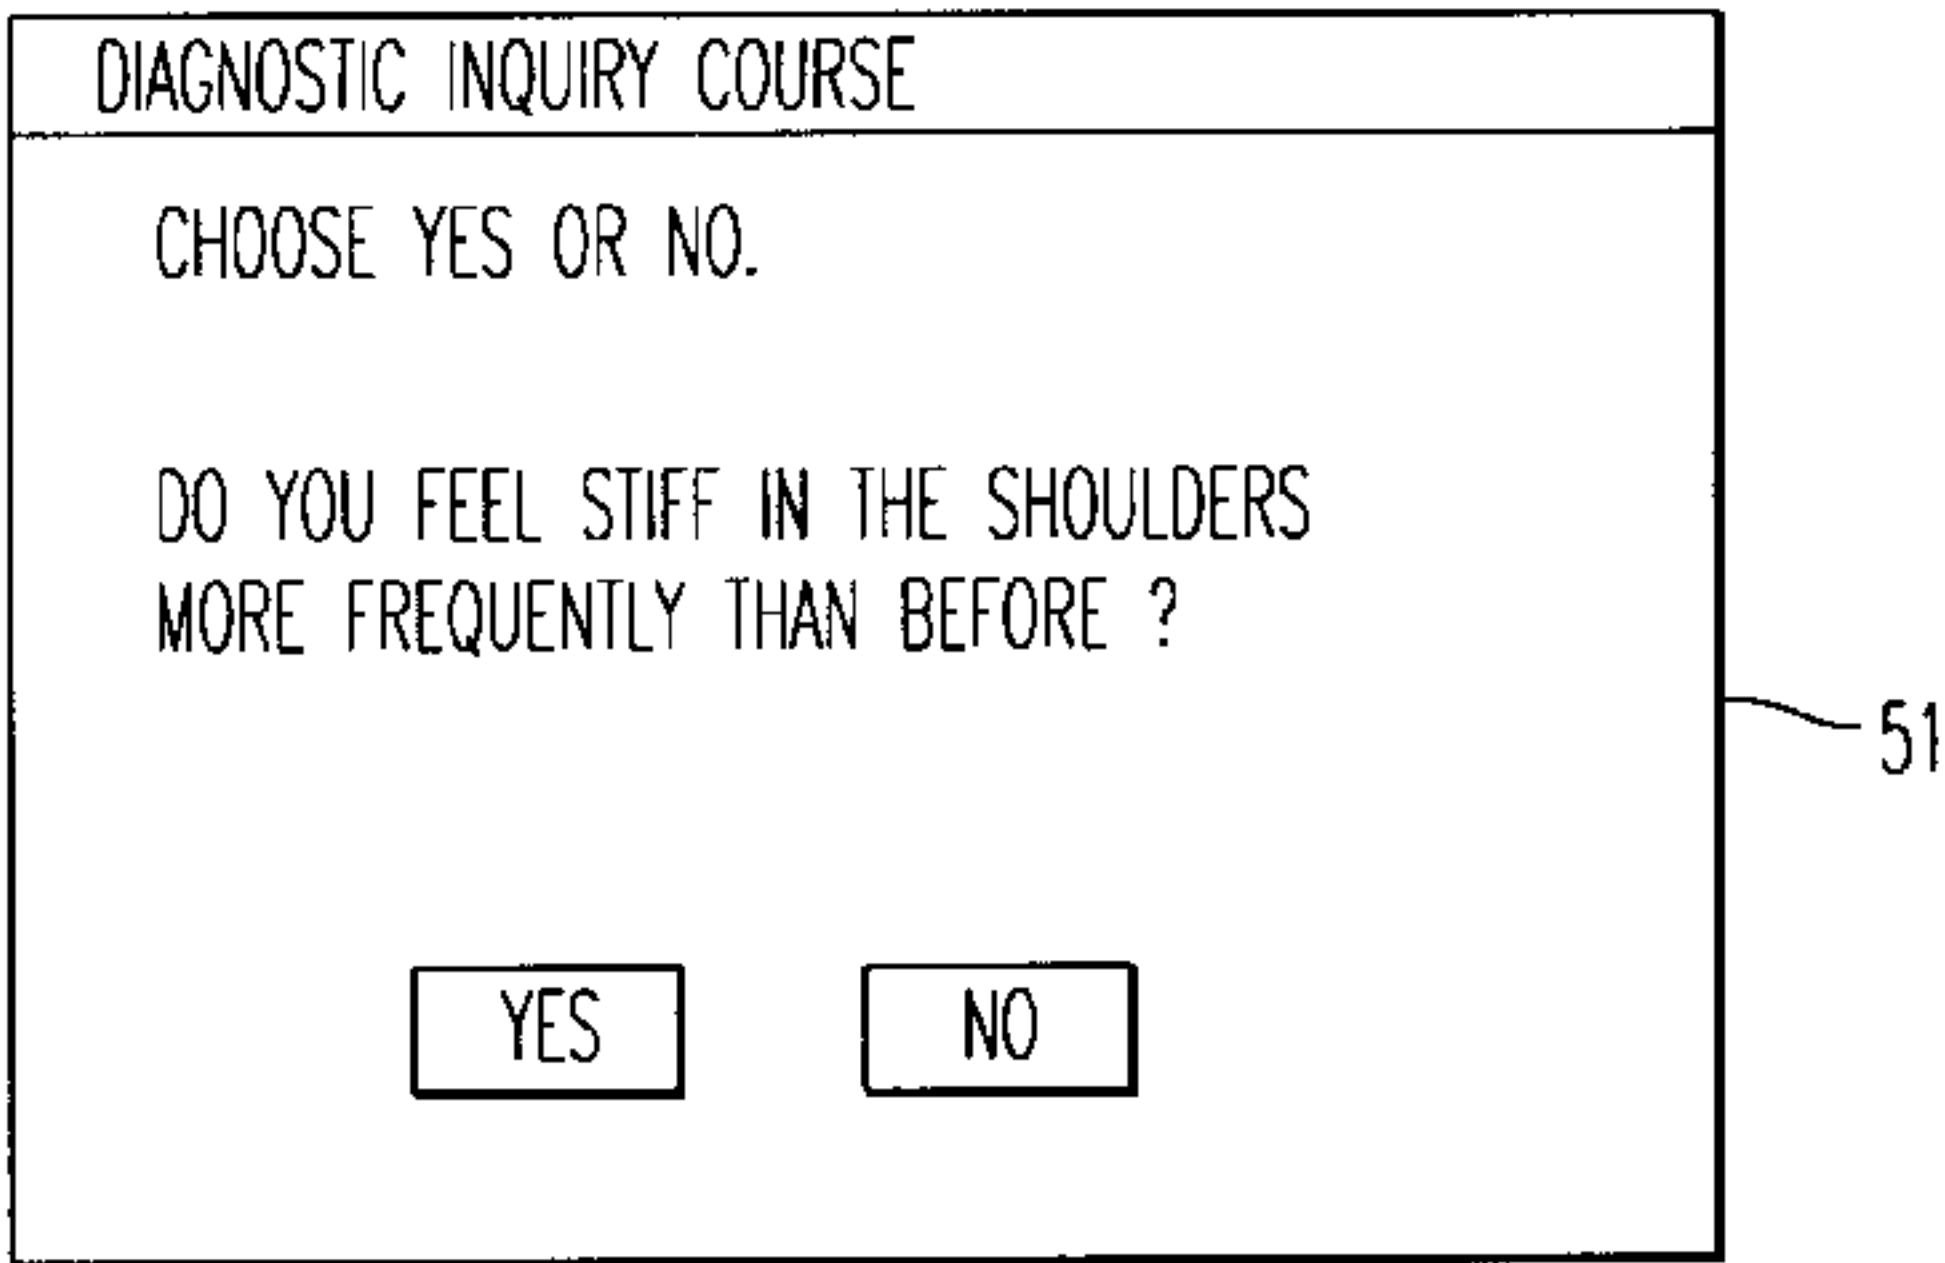 DIAGNOSTIC INQUIRY COURSE
CHOOSE YES OR NO.
DO YOU FEEL STIFF IN THE SHOULDERS
MORE FREQUENTLY THAN BEFORE ?
51
YES NO